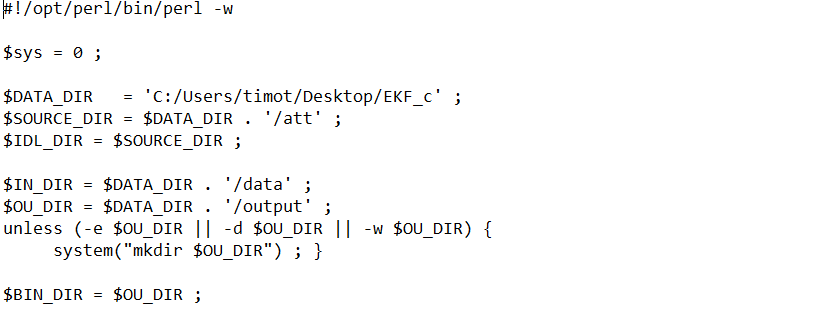 #!/opt/perl/bin/perl -w
$sys = 0 ;
$DATA_DIR   = 'C:/Users/timot/Desktop/EKF_c' ;
$SOURCE_DIR = $DATA_DIR . '/att' ;
$IDL_DIR = $SOURCE_DIR ;
$IN_DIR = $DATA_DIR . '/data' ;
$OU_DIR = $DATA_DIR . '/output' ;
unless (-e $OU_DIR || -d $OU_DIR || -w $OU_DIR) {
     system("mkdir $OU_DIR") ; }
$BIN_DIR = $OU_DIR ;